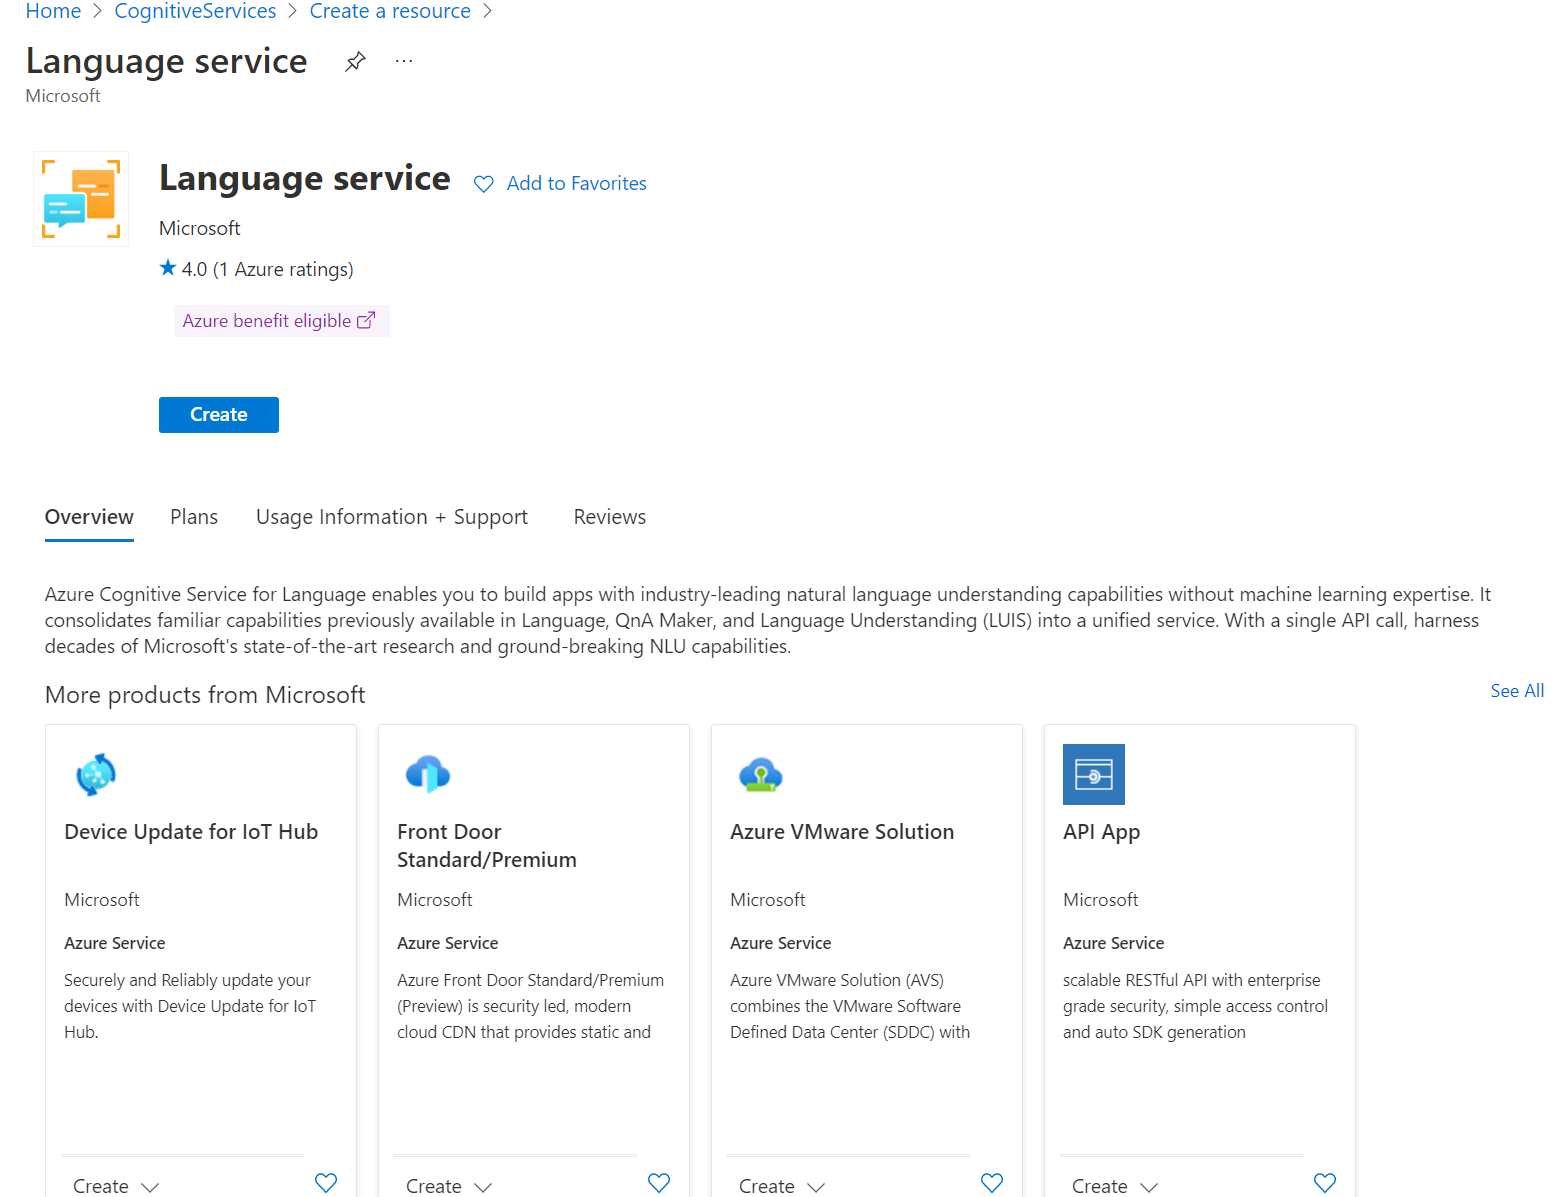 Home > CognitiveServices > Create a resource >
Language service ...
Microsoft
Language service Add to Favorites
Microsoft
4.0 (1 Azure ratings)
Azure benefit eligible
Create
Overview Plans Usage Information + Support Reviews
Azure Cognitive Service for Language enables you to build apps with industry-leading natural language understanding capabilities without machine learning expertise. It
consolidates familiar capabilities previously available in Language, QnA Maker, and Language Understanding (LUIS) into a unified service. With a single API call, harness
decades of Microsoft's state-of-the-art research and ground-breaking NLU capabilities.
More products from Microsoft
See All
Device Update for IoT Hub
Microsoft
Azure Service
Securely and Reliably update your
devices with Device Update for IoT
Hub.
Create
Front Door
Standard/Premium
Microsoft
Azure Service
Azure Front Door Standard/Premium
(Preview) is security led, modern
cloud CDN that provides static and
Create
Azure VMware Solution
Microsoft
Azure Service
Azure VMware Solution (AVS)
combines the VMware Software
Defined Data Center (SDDC) with
Create
API App
Microsoft
Azure Service
scalable RESTful API with enterprise
grade security, simple access control
and auto SDK generation
Create